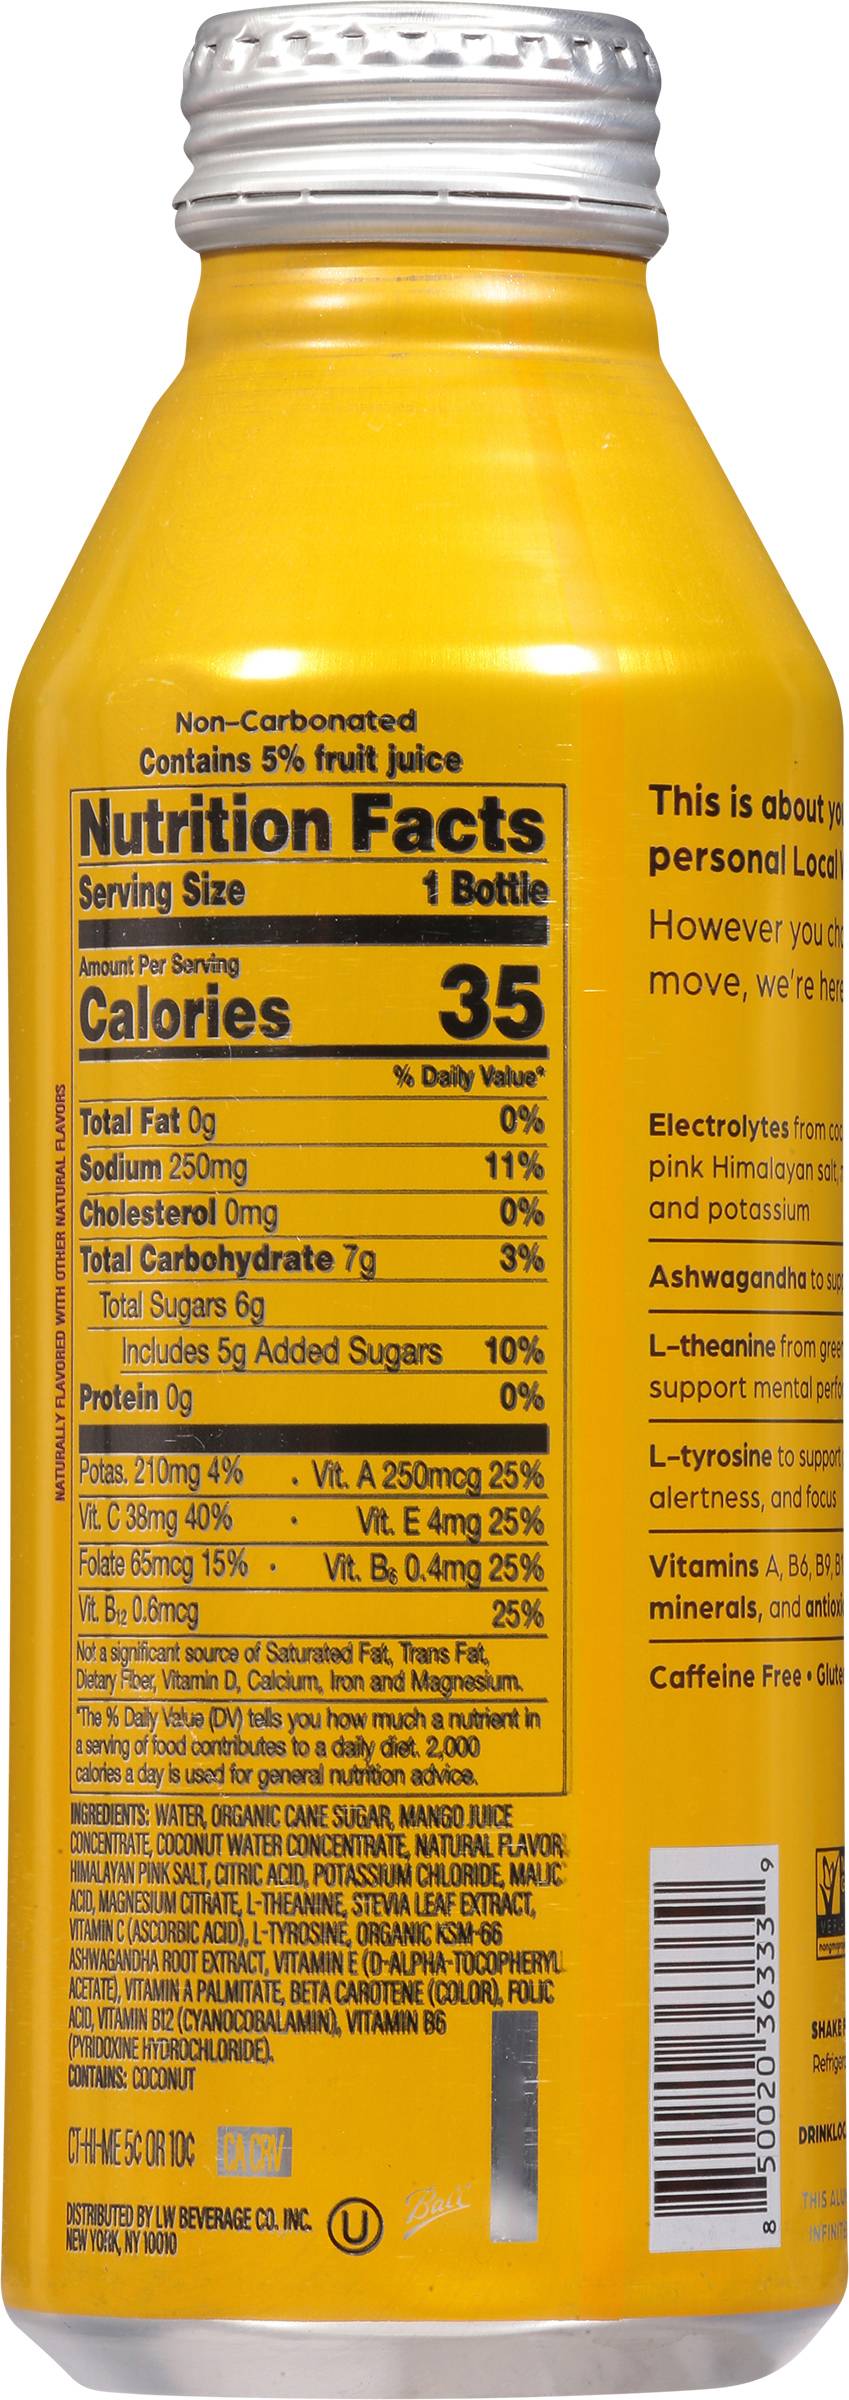 Non-Carbonated
Contains 5% fruit juice
Nutrition Facts
Serving Size 1 Bottle
Amount Per Serving
Calories 35
% Daily Value*
Total Fat 0g 0%
Sodium 250mg 11%
Cholesterol 0mg 0%
Total Carbohydrate 7g 3%
Total Sugars 6g
Includes 5g Added Sugars 10%
Protein 0g 0%
Potas. 210mg 4% • Vit. A 250mcg 25%
Vit. C 38mg 40% • Vit. E 4mg 25%
Folate 65mcg 15% • Vit. B6 0.4mg 25%
Vit. B12 0.6mcg 25%
Not a significant source of Saturated Fat, Trans Fat,
Dietary Fiber, Vitamin D, Calcium, Iron and Magnesium.
*The % Daily Value (DV) tells you how much a nutrient in
a serving of food contributes to a daily diet. 2,000
calories a day is used for general nutrition advice.
NATURALLY FLAVORED WITH OTHER NATURAL FLAVORS
INGREDIENTS: WATER, ORGANIC CANE SUGAR, MANGO JUICE
CONCENTRATE, COCONUT WATER CONCENTRATE, NATURAL FLAVOR
HIMALAYAN PINK SALT, CITRIC ACID, POTASSIUM CHLORIDE, MALIC
ACID, MAGNESIUM CITRATE, L-THEANINE, STEVIA LEAF EXTRACT,
VITAMIN C (ASCORBIC ACID), L-TYROSINE, ORGANIC KSM-66
ASHWAGANDHA ROOT EXTRACT, VITAMIN E (D-ALPHA-TOCOPHERYL
ACETATE), VITAMIN A PALMITATE, BETA CAROTENE (COLOR), FOLIC
ACID, VITAMIN B12 (CYANOCOBALAMIN), VITAMIN B6
(PYRIDOXINE HYDROCHLORIDE).
CONTAINS: COCONUT
CT-HI-ME 5¢ OR 10¢ CA CRV
DISTRIBUTED BY LW BEVERAGE CO. INC.
NEW YORK, NY 10010
U
Ball
This is about
personal Local
However you
move, we're here
Electrolytes from
pink Himalayan salt,
and potassium
Ashwagandha to
L-theanine from
support mental
L-tyrosine to support
alertness, and focus
Vitamins A, B6, B9,
minerals, and
Caffeine Free •
8 50020 36333 9
SHAKE
THIS